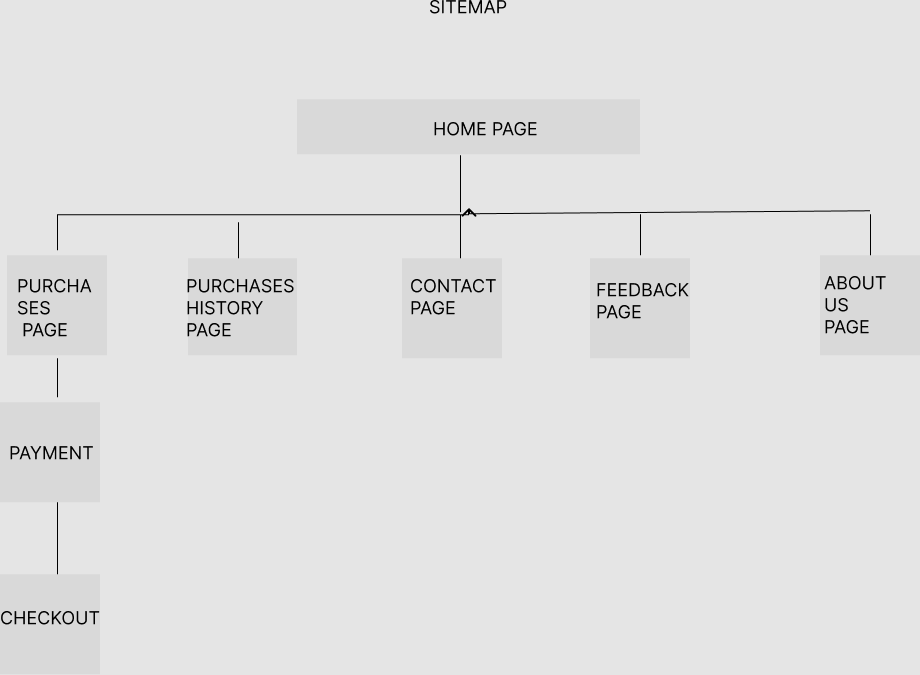 SITEMAP
HOME PAGE
PURCHA
SES
PAGE
PURCHASES
HISTORY
PAGE
CONTACT
PAGE
FEEDBACK
PAGE
ABOUT
US
PAGE
PAYMENT
CHECKOUT